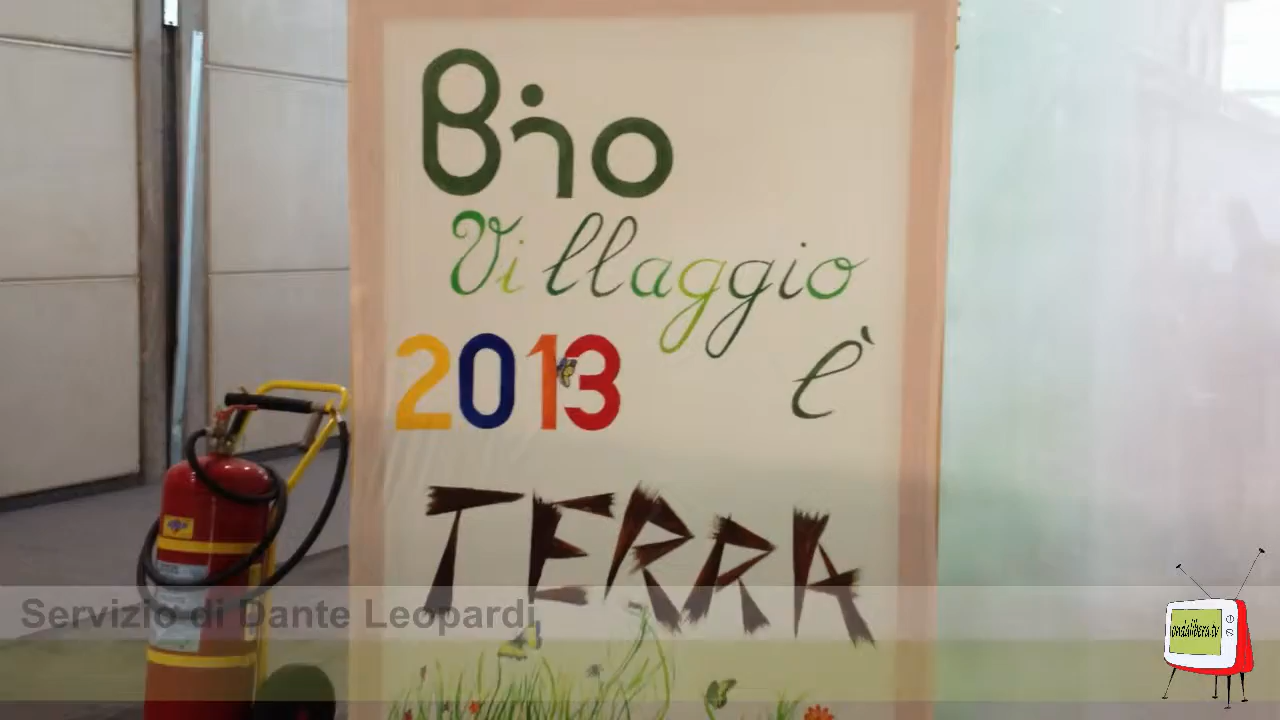 Bio
Villaggio
2013 È
TERRA
Servizio di Dante Leopardi